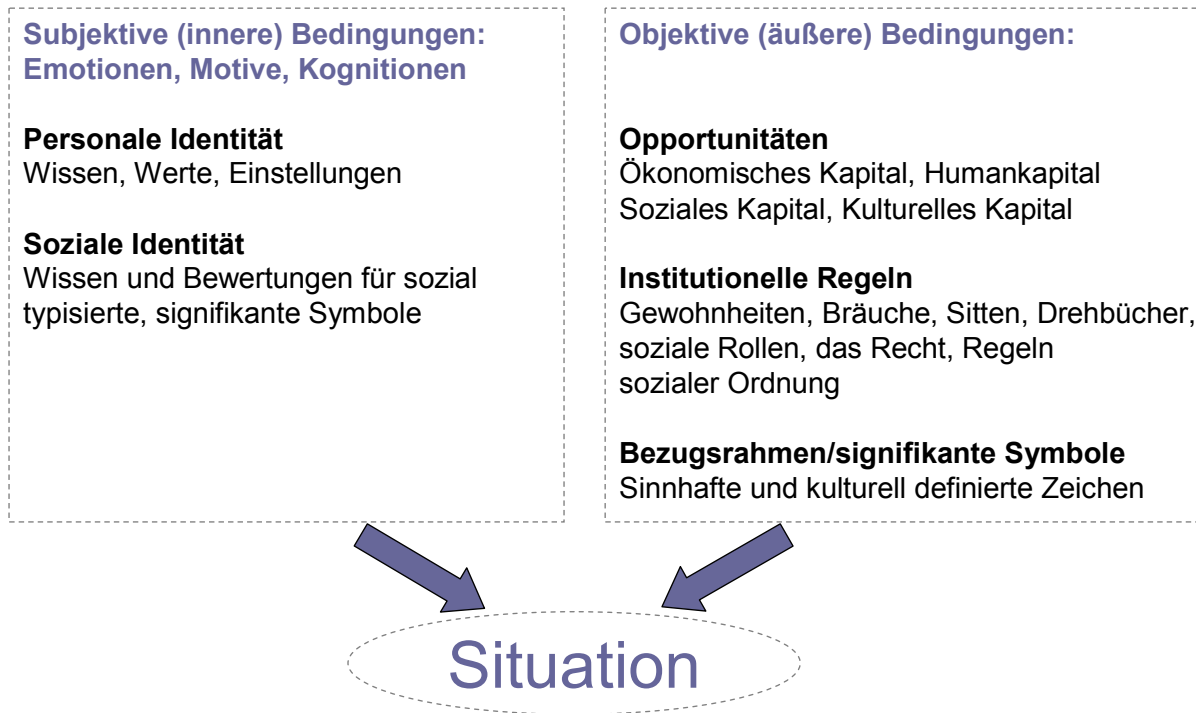 Subjektive (innere) Bedingungen:
Emotionen, Motive, Kognitionen
Personale Identität
Wissen, Werte, Einstellungen
Soziale Identität
Wissen und Bewertungen für sozial
typisierte, signifikante Symbole
Objektive (äußere) Bedingungen:
Opportunitäten
Ökonomisches Kapital, Humankapital
Soziales Kapital, Kulturelles Kapital
Institutionelle Regeln
Gewohnheiten, Bräuche, Sitten, Drehbücher,
soziale Rollen, das Recht, Regeln
sozialer Ordnung
Bezugsrahmen/signifikante Symbole
Sinnhafte und kulturell definierte Zeichen
Situation